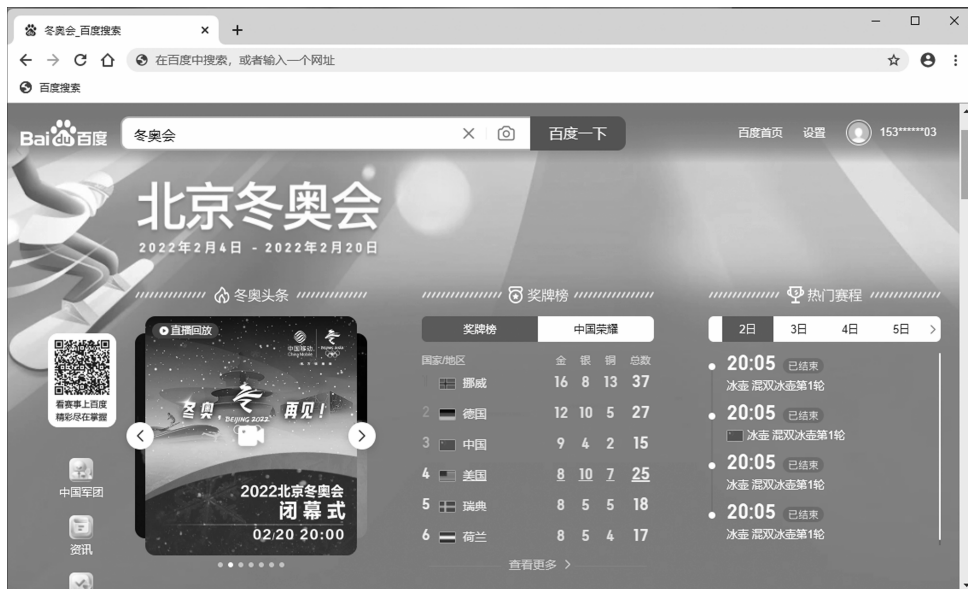 冬奥会_百度搜索
在百度中搜索，或者输入一个网址
百度搜索
Bai du 百度
冬奥会
百度一下
百度首页 设置 153******03
北京冬奥会
2022年2月4日 - 2022年2月20日
冬奥头条
奖牌榜
热门赛程
直播回放
中国移动
China Mobile
冬奥, 再见!
BEIJING 2022
2022北京冬奥会
闭幕式
02/20 20:00
看赛事上百度
精彩尽在掌握
中国军团
资讯
奖牌榜 中国荣耀
国家/地区 金 银 铜 总数
1 挪威 16 8 13 37
2 德国 12 10 5 27
3 中国 9 4 2 15
4 美国 8 10 7 25
5 瑞典 8 5 5 18
6 荷兰 8 5 4 17
查看更多
2日 3日 4日 5日
20:05 已结束
冰壶 混双冰壶第1轮
20:05 已结束
冰壶 混双冰壶第1轮
20:05 已结束
冰壶 混双冰壶第1轮
20:05 已结束
冰壶 混双冰壶第1轮